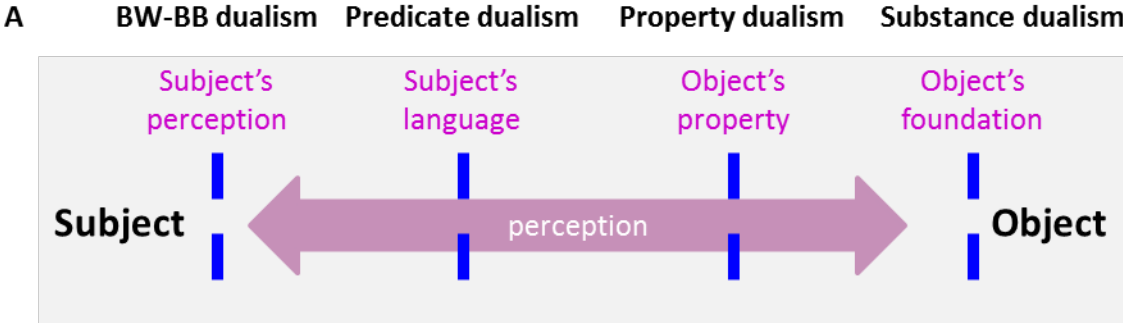 A BW-BB dualism Predicate dualism Property dualism Substance dualism
Subject's Subject's Object's Object's
perception language property foundation
Subject perception Object